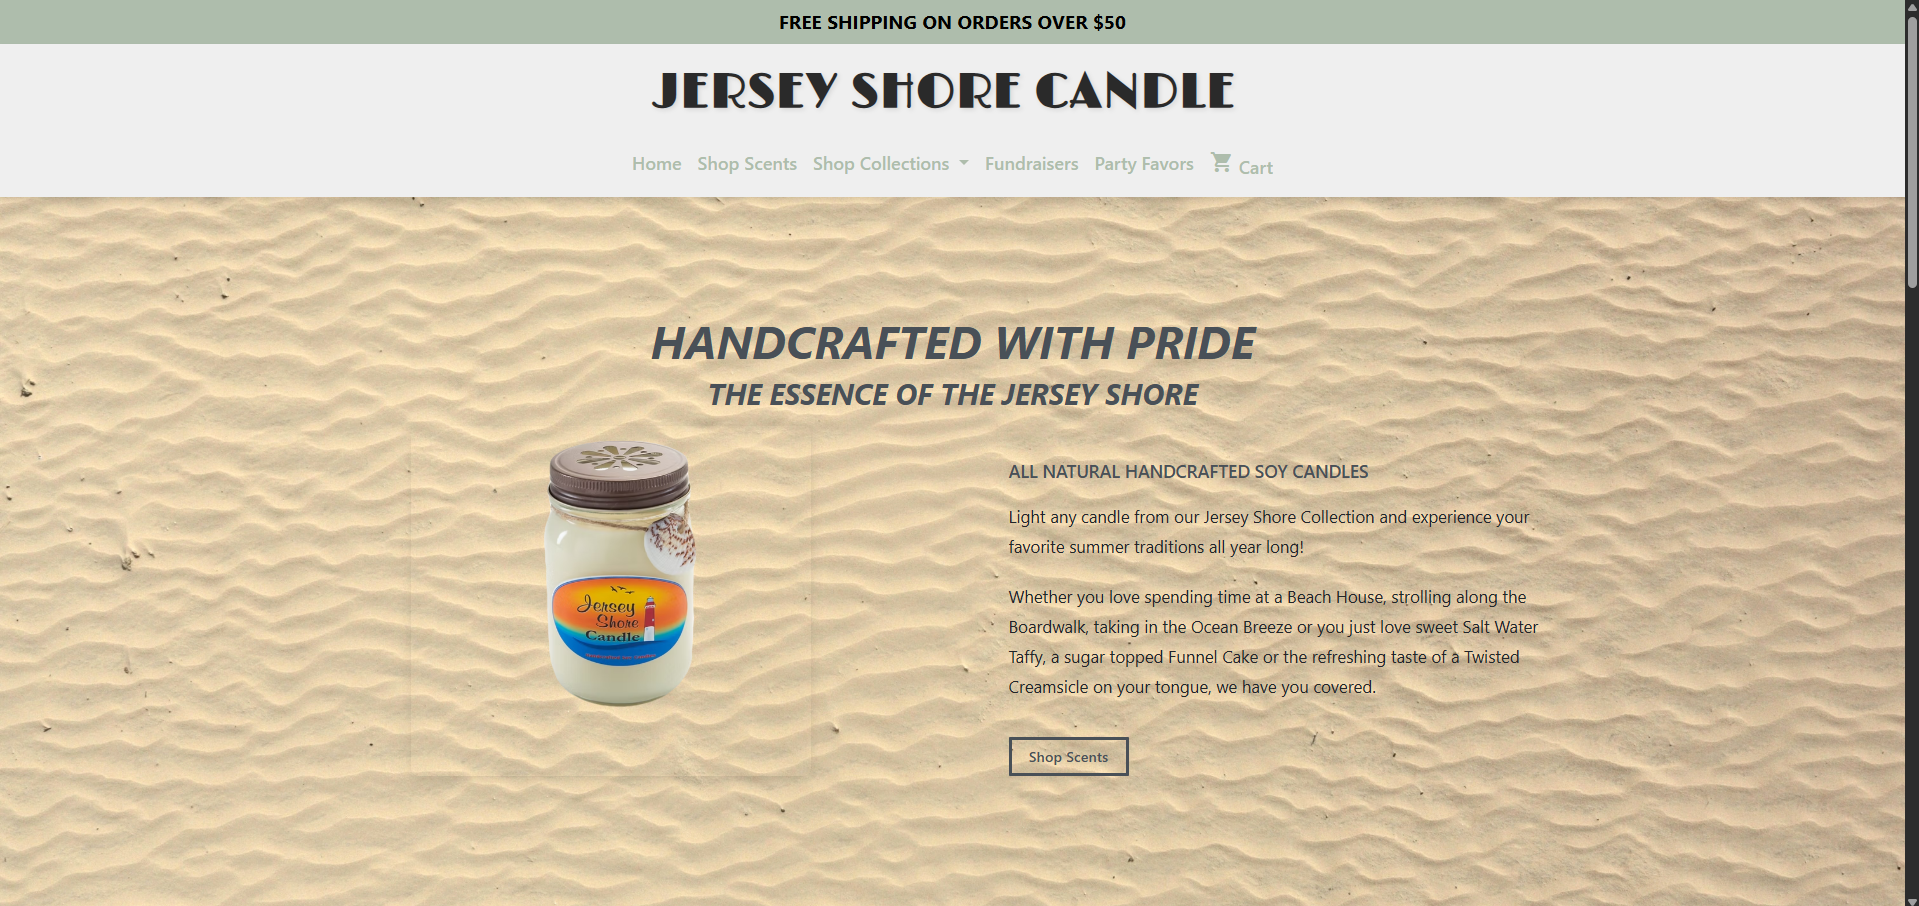 FREE SHIPPING ON ORDERS OVER $50
JERSEY SHORE CANDLE
Home Shop Scents Shop Collections Fundraisers Party Favors Cart
HANDCRAFTED WITH PRIDE
THE ESSENCE OF THE JERSEY SHORE
Jersey
Shore
Candle
ALL NATURAL HANDCRAFTED SOY CANDLES
Light any candle from our Jersey Shore Collection and experience your
favorite summer traditions all year long!
Whether you love spending time at a Beach House, strolling along the
Boardwalk, taking in the Ocean Breeze or you just love sweet Salt Water
Taffy, a sugar topped Funnel Cake or the refreshing taste of a Twisted
Creamsicle on your tongue, we have you covered.
Shop Scents